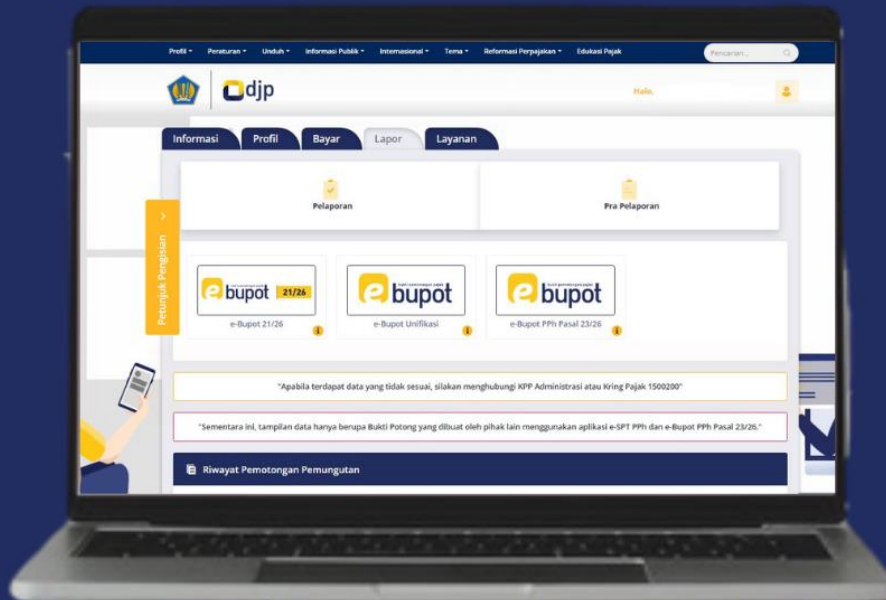 Profil Peraturan Unduh Informasi Publik Internasional Tema Reformasi Perpajakan Edukasi Pajak Pencarian...
djp
Halo,
Informasi Profil Bayar Lapor Layanan
Pelaporan
Pra Pelaporan
Petunjuk Pengisian
e bupot 21/26
e-Bupot 21/26
e bupot
e-Bupot Unifikasi
e bupot
e-Bupot PPh Pasal 23/26
"Apabila terdapat data yang tidak sesuai, silakan menghubungi KPP Administrasi atau Kring Pajak 1500200"
"Sementara ini, tampilan data hanya berupa Bukti Potong yang dibuat oleh pihak lain menggunakan aplikasi e-SPT PPh dan e-Bupot PPh Pasal 23/26."
Riwayat Pemotongan Pemungutan